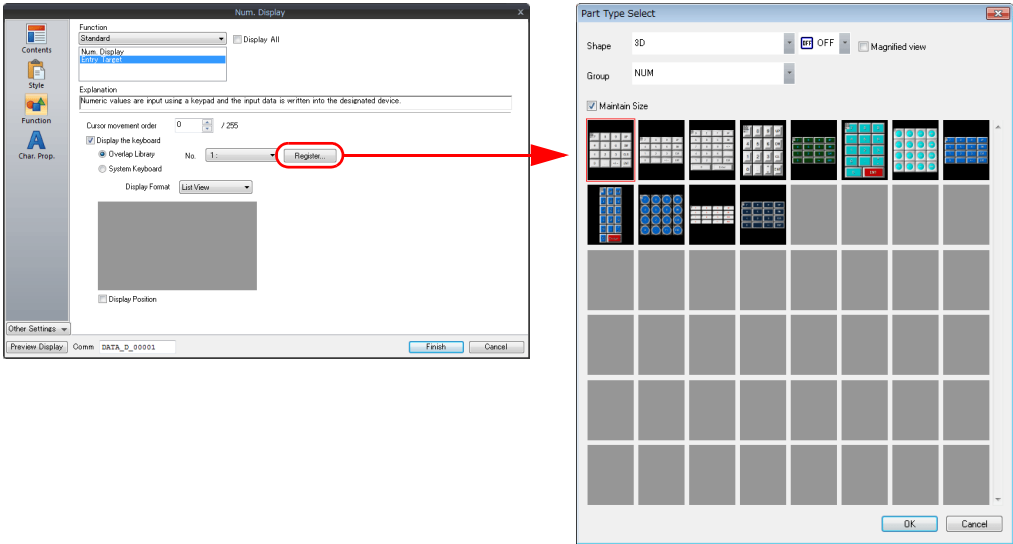 Num. Display
X
Contents
Style
Function
Char. Prop.
Other Settings
Function
Standard
Display All
Num. Display
Entry Target
Explanation
Numeric values are input using a keypad and the input data is written into the designated device.
Cursor movement order 0 / 255
Display the keyboard
Overlap Library No. 1 : Register...
System Keyboard
Display Format List View
Display Position
Preview Display Comm DATA_D_00001 Finish Cancel
Part Type Select
Shape 3D OFF OFF Magnified view
Group NUM
Maintain Size
OK Cancel